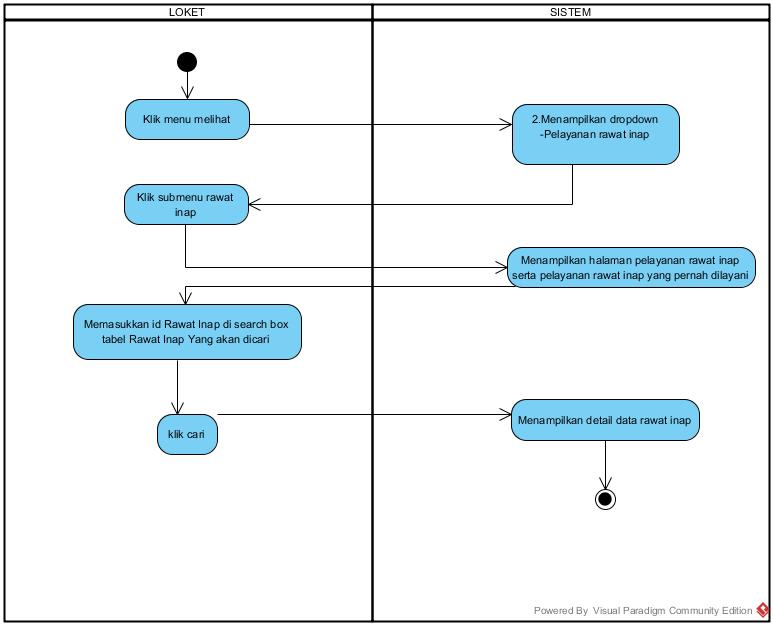 LOKET
SISTEM
Klik menu melihat
2.Menampilkan dropdown
-Pelayanan rawat inap
Klik submenu rawat
inap
Menampilkan halaman pelayanan rawat inap
serta pelayanan rawat inap yang pernah dilayani
Memasukkan id Rawat Inap di search box
tabel Rawat Inap Yang akan dicari
klik cari
Menampilkan detail data rawat inap
Powered By Visual Paradigm Community Edition